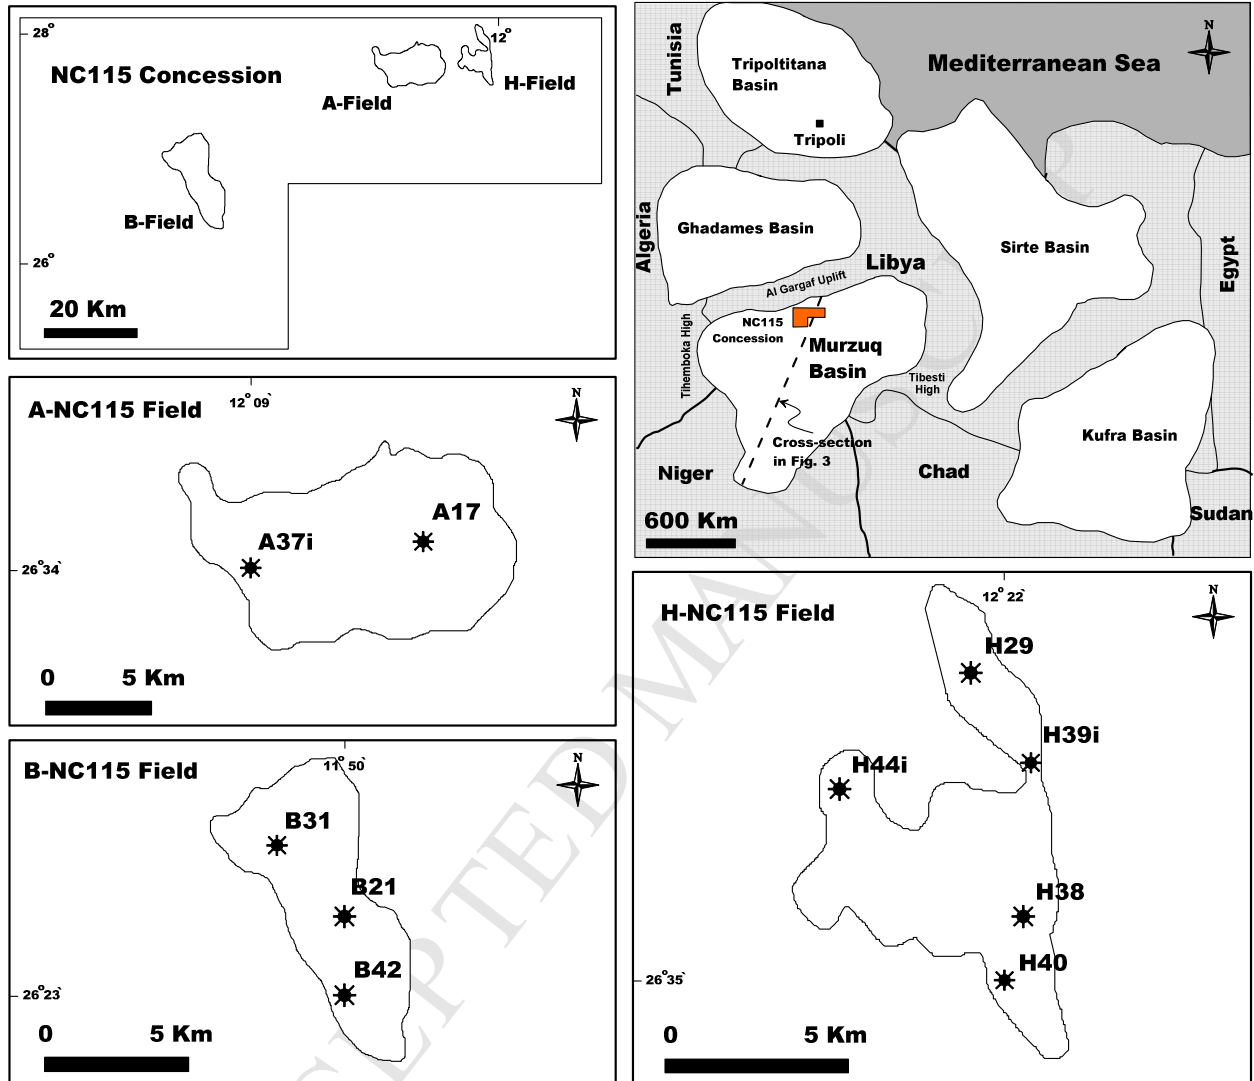 28°
12°
NC115 Concession
A-Field
H-Field
B-Field
26°
20 Km
Tunisia
Tripoltitana
Basin
Mediterranean Sea
N
Tripoli
Algeria
Ghadames Basin
Libya
Sirte Basin
Egypt
Al Gargaf Uplift
NC115
Concession
Tihemboka High
Murzuq
Basin
Tibesti
High
Cross-section
in Fig. 3
Kufra Basin
Niger
Chad
Sudan
600 Km
A-NC115 Field
12° 09`
N
A17
A37i
26°34`
0 5 Km
B-NC115 Field
11° 50`
N
B31
B21
B42
26°23`
0 5 Km
H-NC115 Field
12° 22`
N
H29
H39i
H44i
H38
H40
26°35`
0 5 Km